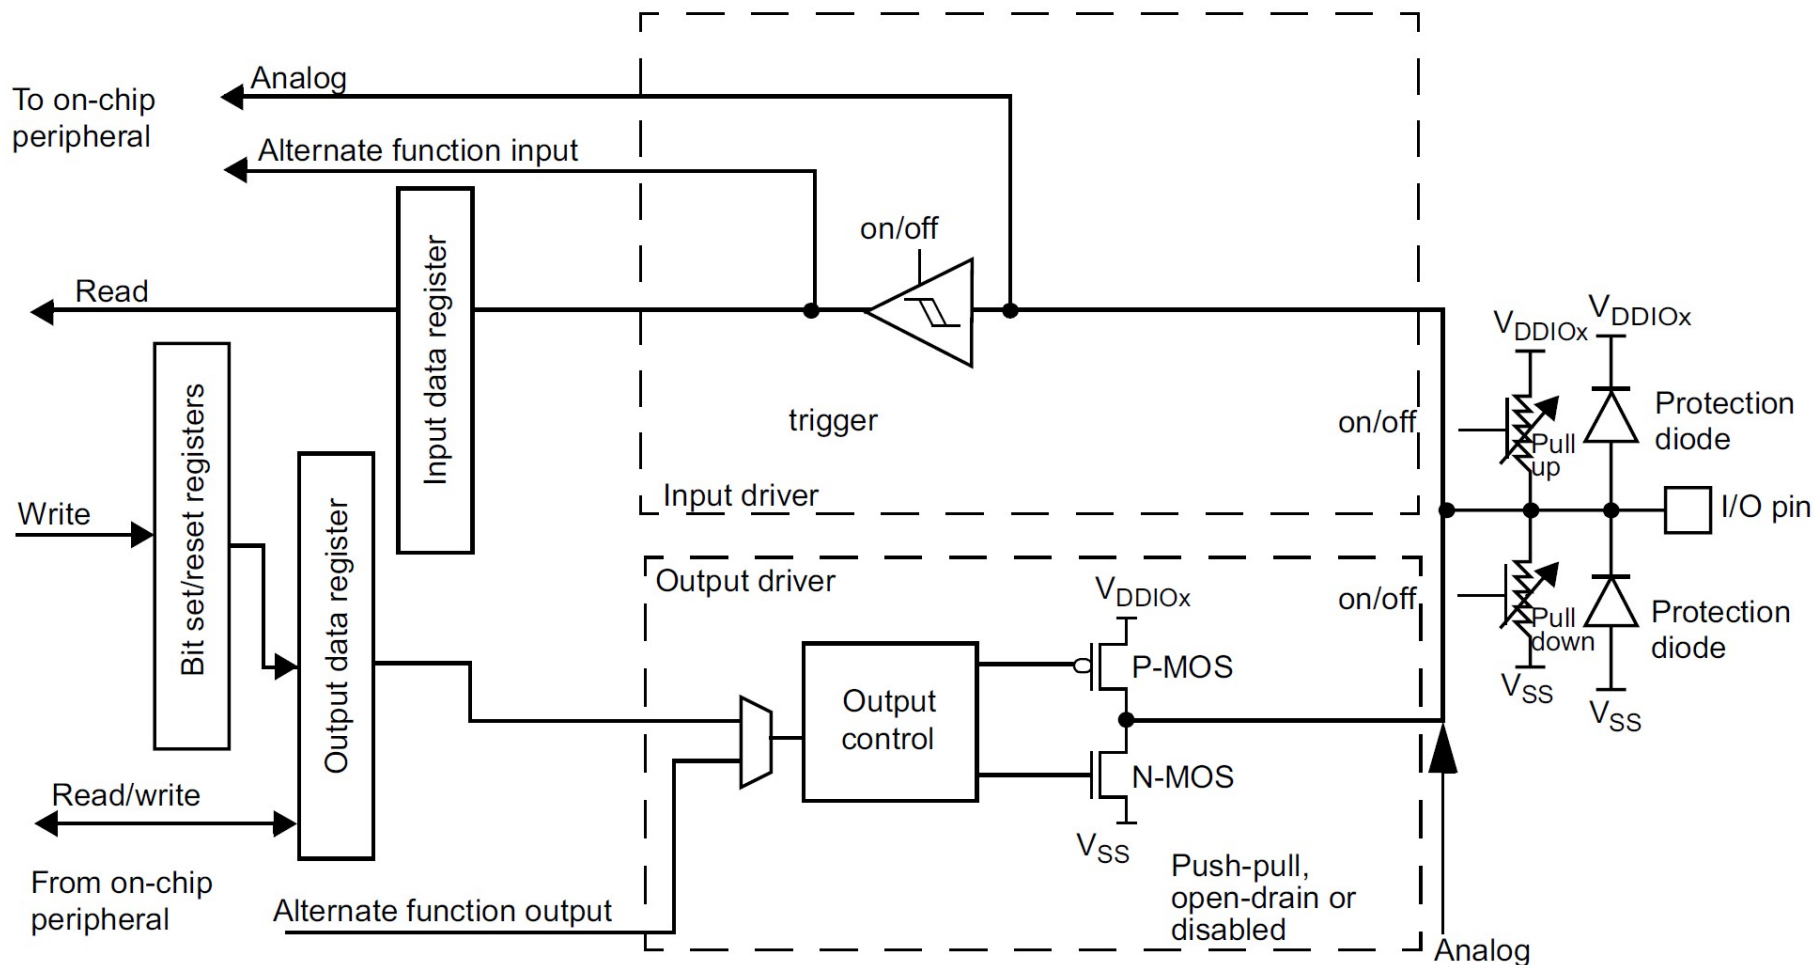 Analog
To on-chip
peripheral
Alternate function input
on/off
Read
Input data register
trigger
Input driver
on/off
VDDIOx
VDDIOx
Pull
up
Protection
diode
I/O pin
Write
Bit set/reset registers
Output data register
Output driver
VDDIOx
on/off
Pull
down
Protection
diode
VSS
VSS
P-MOS
Output
control
N-MOS
VSS
Read/write
From on-chip
peripheral
Alternate function output
Push-pull,
open-drain or
disabled
Analog